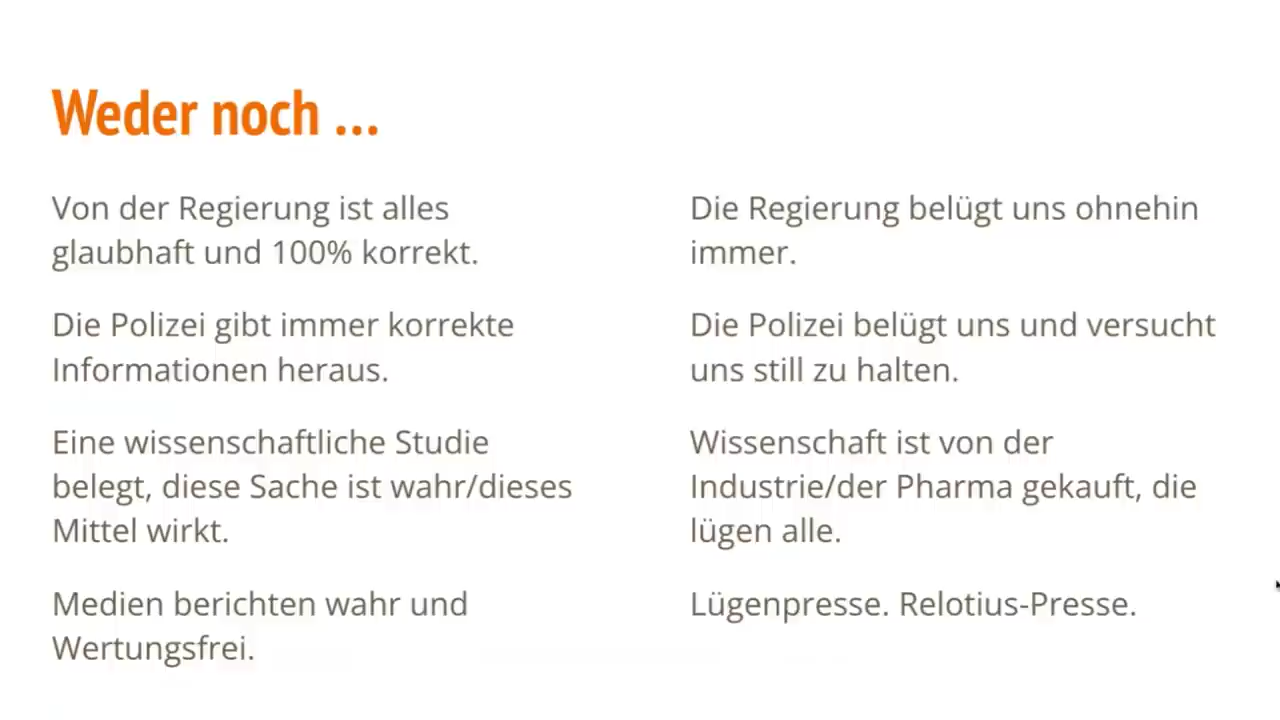 Weder noch ...
Von der Regierung ist alles
glaubhaft und 100% korrekt.
Die Polizei gibt immer korrekte
Informationen heraus.
Eine wissenschaftliche Studie
belegt, diese Sache ist wahr/dieses
Mittel wirkt.
Medien berichten wahr und
Wertungsfrei.
Die Regierung belügt uns ohnehin
immer.
Die Polizei belügt uns und versucht
uns still zu halten.
Wissenschaft ist von der
Industrie/der Pharma gekauft, die
lügen alle.
Lügenpresse. Relotius-Presse.